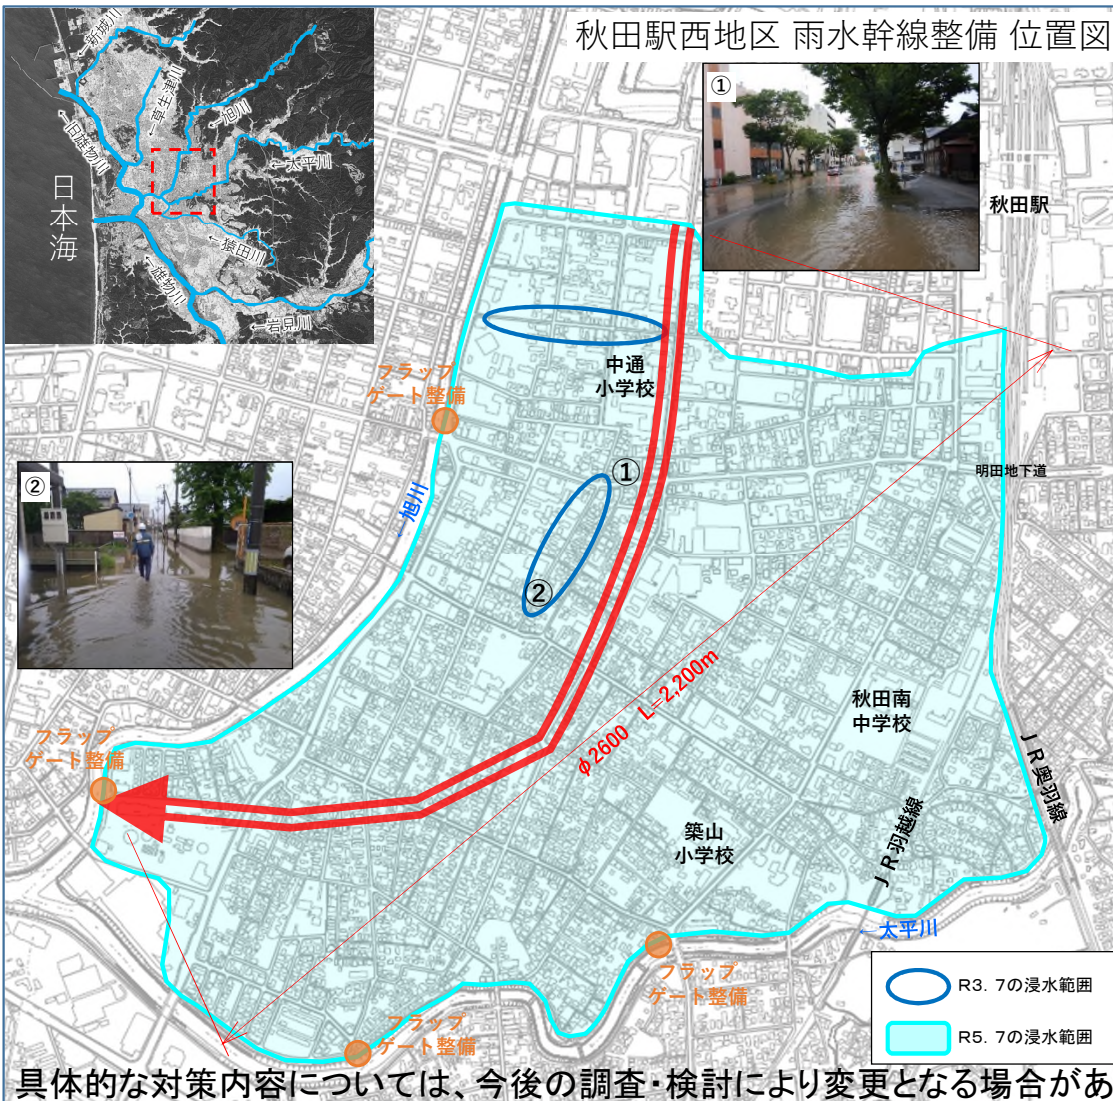 秋田駅西地区 雨水幹線整備 位置図
←新城川
←草生津川
←旭川
←旧雄物川
←太平川
日本海
←猿田川
←雄物川
←岩見川
①
秋田駅
中通
小学校
フラップ
ゲート整備
①
明田地下道
②
←旭川
②
φ2600 L=2,200m
秋田南
中学校
フラップ
ゲート整備
JR奥羽線
築山
小学校
JR羽越線
←太平川
フラップ
ゲート整備
フラップ
ゲート整備
R3.7の浸水範囲
R5.7の浸水範囲
具体的な対策内容については、今後の調査・検討により変更となる場合があ